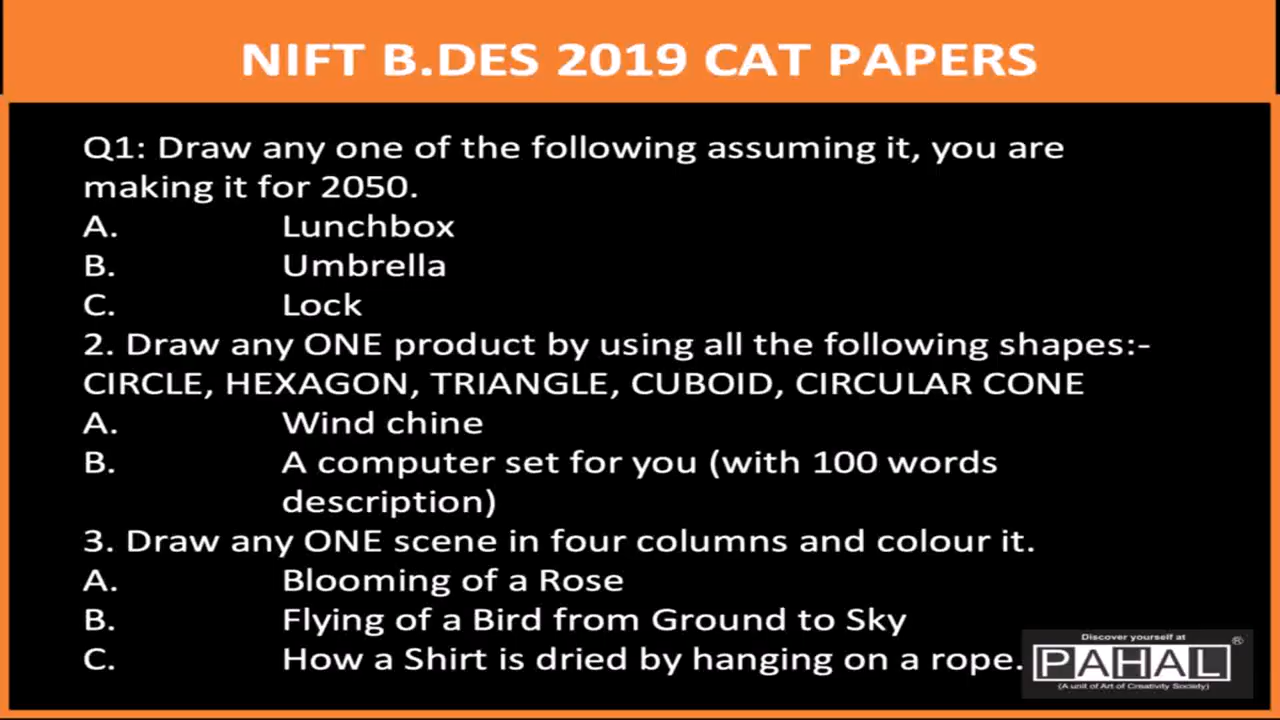 NIFT B.DES 2019 CAT PAPERS
Q1: Draw any one of the following assuming it, you are
making it for 2050.
A. Lunchbox
B. Umbrella
C. Lock
2. Draw any ONE product by using all the following shapes:-
CIRCLE, HEXAGON, TRIANGLE, CUBOID, CIRCULAR CONE
A. Wind chine
B. A computer set for you (with 100 words
description)
3. Draw any ONE scene in four columns and colour it.
A. Blooming of a Rose
B. Flying of a Bird from Ground to Sky
C. How a Shirt is dried by hanging on a rope.
Discover yourself at
PAHAL ®
(A unit of Art of Creativity Society)